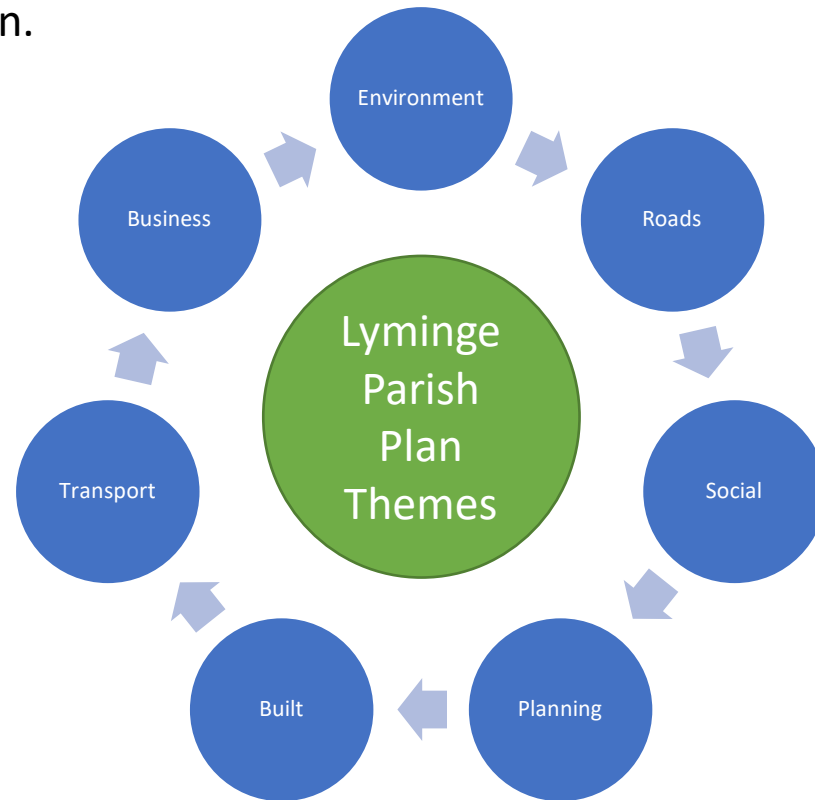 n.
Environment
Roads
Social
Planning
Built
Transport
Business
Lyminge
Parish
Plan
Themes